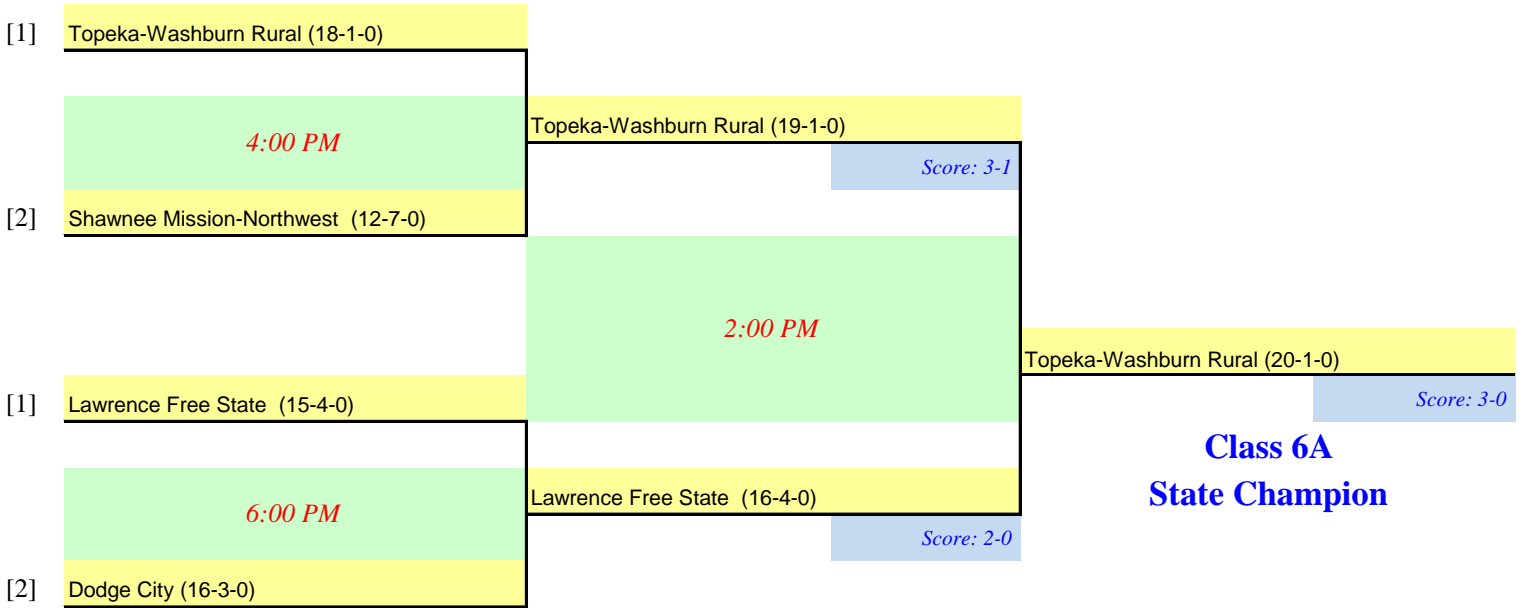 [1] Topeka-Washburn Rural (18-1-0)
4:00 PM
Topeka-Washburn Rural (19-1-0)
Score: 3-1
[2] Shawnee Mission-Northwest (12-7-0)
2:00 PM
Topeka-Washburn Rural (20-1-0)
Score: 3-0
[1] Lawrence Free State (15-4-0)
Class 6A
State Champion
6:00 PM
Lawrence Free State (16-4-0)
Score: 2-0
[2] Dodge City (16-3-0)